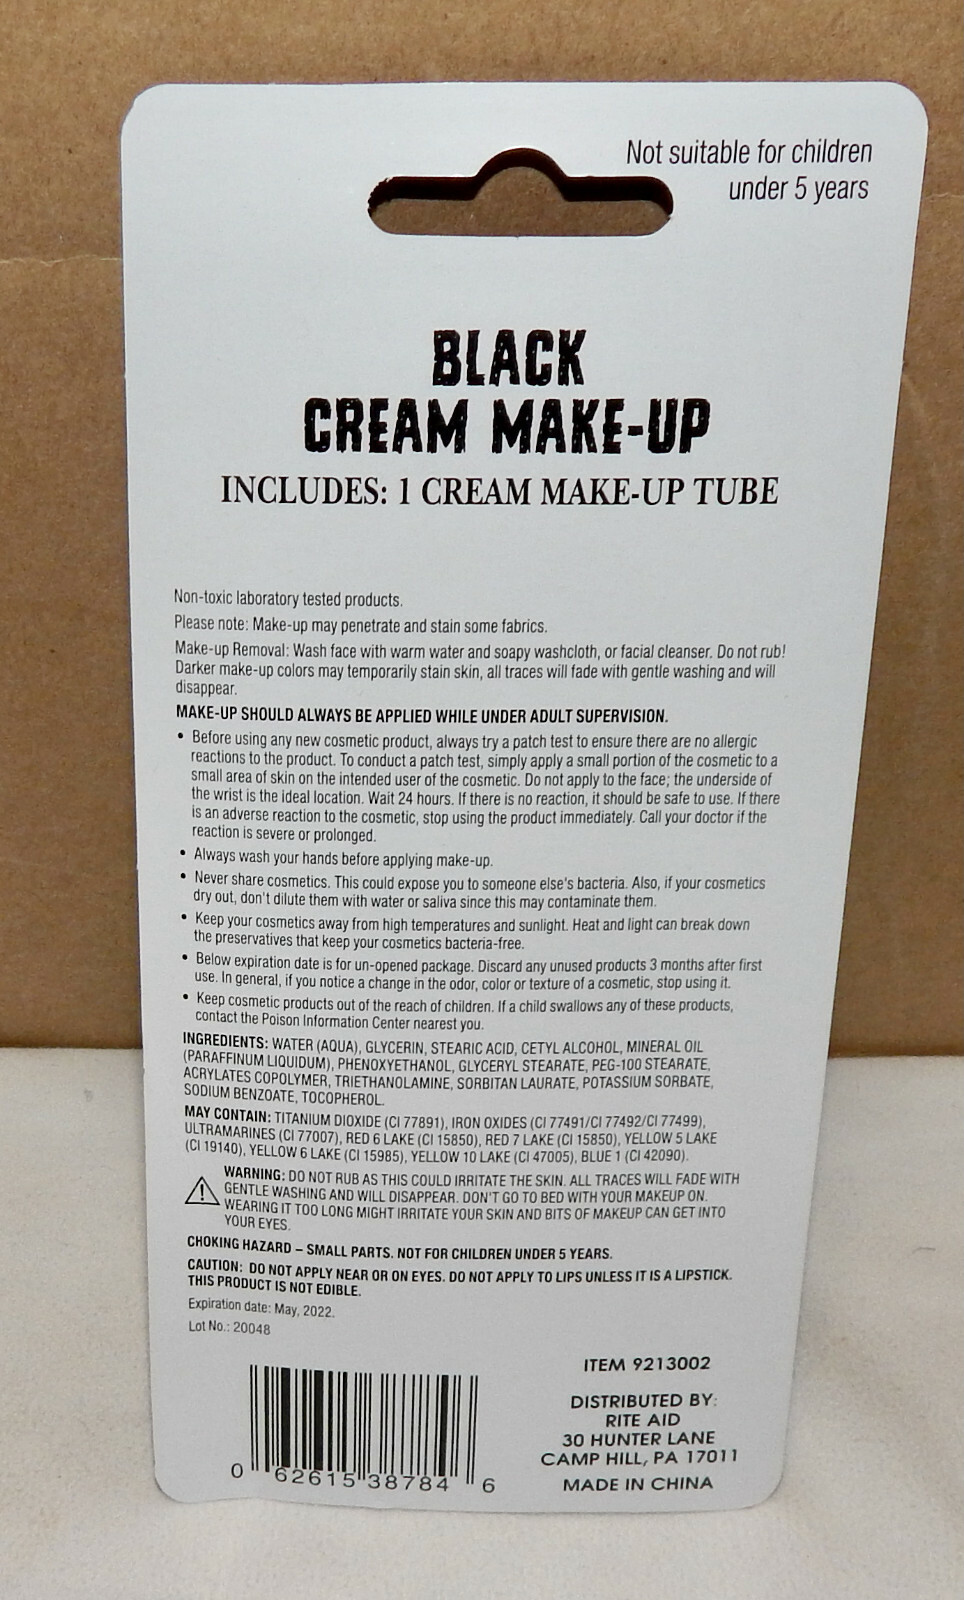 Not suitable for children
under 5 years
BLACK
CREAM MAKE-UP
INCLUDES: 1 CREAM MAKE-UP TUBE
Non-toxic laboratory tested products.
Please note: Make-up may penetrate and stain some fabrics.
Make-up Removal: Wash face with warm water and soapy washcloth, or facial cleanser. Do not rub!
Darker make-up colors may temporarily stain skin, all traces will fade with gentle washing and will
disappear.
MAKE-UP SHOULD ALWAYS BE APPLIED WHILE UNDER ADULT SUPERVISION.
• Before using any new cosmetic product, always try a patch test to ensure there are no allergic
reactions to the product. To conduct a patch test, simply apply a small portion of the cosmetic to a
small area of skin on the intended user of the cosmetic. Do not apply to the face; the underside of
the wrist is the ideal location. Wait 24 hours. If there is no reaction, it should be safe to use. If there
is an adverse reaction to the cosmetic, stop using the product immediately. Call your doctor if the
reaction is severe or prolonged.
• Always wash your hands before applying make-up.
• Never share cosmetics. This could expose you to someone else's bacteria. Also, if your cosmetics
dry out, don't dilute them with water or saliva since this may contaminate them.
• Keep your cosmetics away from high temperatures and sunlight. Heat and light can break down
the preservatives that keep your cosmetics bacteria-free.
• Below expiration date is for un-opened package. Discard any unused products 3 months after first
use. In general, if you notice a change in the odor, color or texture of a cosmetic, stop using it.
• Keep cosmetic products out of the reach of children. If a child swallows any of these products,
contact the Poison Information Center nearest you.
INGREDIENTS: WATER (AQUA), GLYCERIN, STEARIC ACID, CETYL ALCOHOL, MINERAL OIL
(PARAFFINUM LIQUIDUM), PHENOXYETHANOL, GLYCERYL STEARATE, PEG-100 STEARATE,
ACRYLATES COPOLYMER, TRIETHANOLAMINE, SORBITAN LAURATE, POTASSIUM SORBATE,
SODIUM BENZOATE, TOCOPHEROL.
MAY CONTAIN: TITANIUM DIOXIDE (CI 77891), IRON OXIDES (CI 77491/CI 77492/CI 77499),
ULTRAMARINES (CI 77007), RED 6 LAKE (CI 15850), RED 7 LAKE (CI 15850), YELLOW 5 LAKE
(CI 19140), YELLOW 6 LAKE (CI 15985), YELLOW 10 LAKE (CI 47005), BLUE 1 (CI 42090).
WARNING: DO NOT RUB AS THIS COULD IRRITATE THE SKIN. ALL TRACES WILL FADE WITH
GENTLE WASHING AND WILL DISAPPEAR. DON'T GO TO BED WITH YOUR MAKEUP ON.
WEARING IT TOO LONG MIGHT IRRITATE YOUR SKIN AND BITS OF MAKEUP CAN GET INTO
YOUR EYES.
CHOKING HAZARD – SMALL PARTS. NOT FOR CHILDREN UNDER 5 YEARS.
CAUTION: DO NOT APPLY NEAR OR ON EYES. DO NOT APPLY TO LIPS UNLESS IT IS A LIPSTICK.
THIS PRODUCT IS NOT EDIBLE.
Expiration date: May, 2022.
Lot No.: 20048
0 62615 38784 6
ITEM 9213002
DISTRIBUTED BY:
RITE AID
30 HUNTER LANE
CAMP HILL, PA 17011
MADE IN CHINA